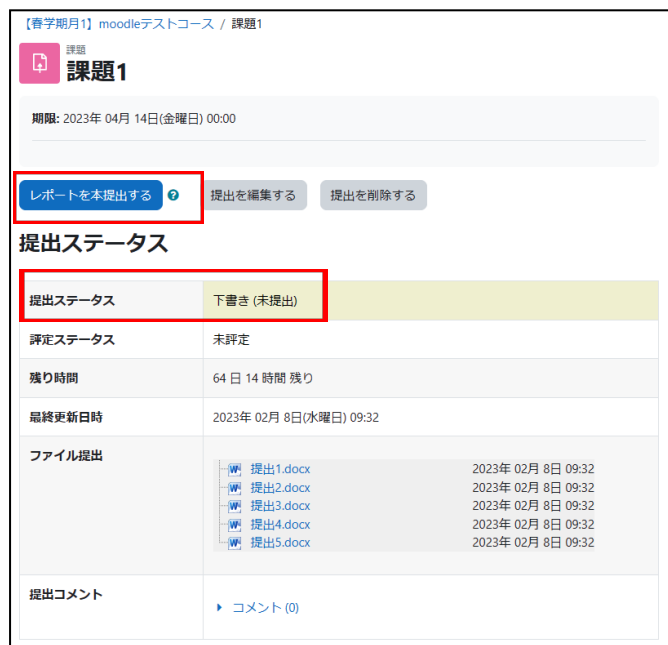 【春学期月1】moodleテストコース / 課題1
課題
課題1
期限: 2023年 04月 14日(金曜日) 00:00
レポートを本提出する ? 提出を編集する 提出を削除する
提出ステータス
提出ステータス 下書き (未提出)
評定ステータス 未評定
残り時間 64 日 14 時間 残り
最終更新日時 2023年 02月 8日(水曜日) 09:32
ファイル提出
提出1.docx 2023年 02月 8日 09:32
提出2.docx 2023年 02月 8日 09:32
提出3.docx 2023年 02月 8日 09:32
提出4.docx 2023年 02月 8日 09:32
提出5.docx 2023年 02月 8日 09:32
提出コメント
コメント (0)